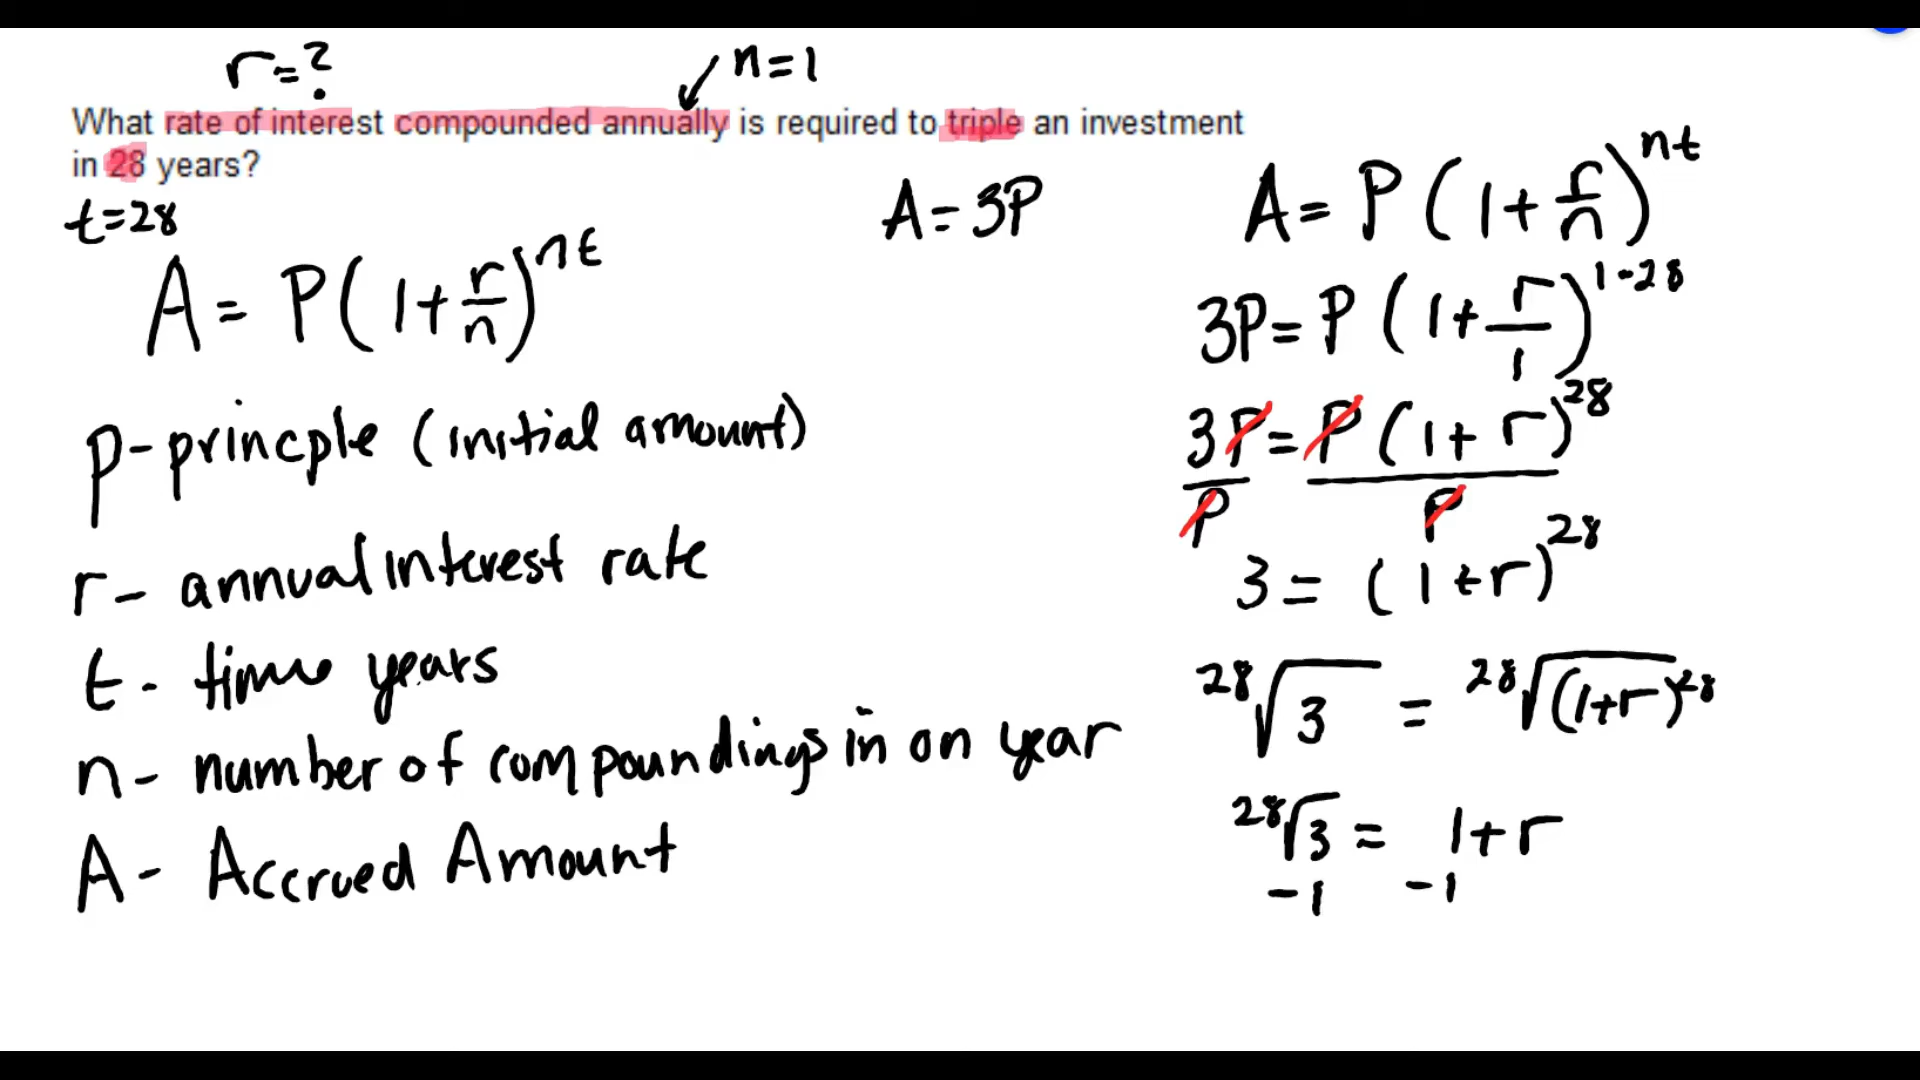 r=?
n=1
What rate of interest compounded annually is required to triple an investment
in 28 years?
t=28
A=3P
A= P(1+r/n)^nt
P-princple (initial amount)
r- annual interest rate
t- time years
n- number of compoundings in on year
A- Accrued Amount
A= P(1+r/n)^nt
3P= P(1+r/1)^1·28
3P/P = P(1+r)^28/P
3 = (1+r)^28
28√3 = 28√(1+r)^28
28√3 = 1+r
-1 -1